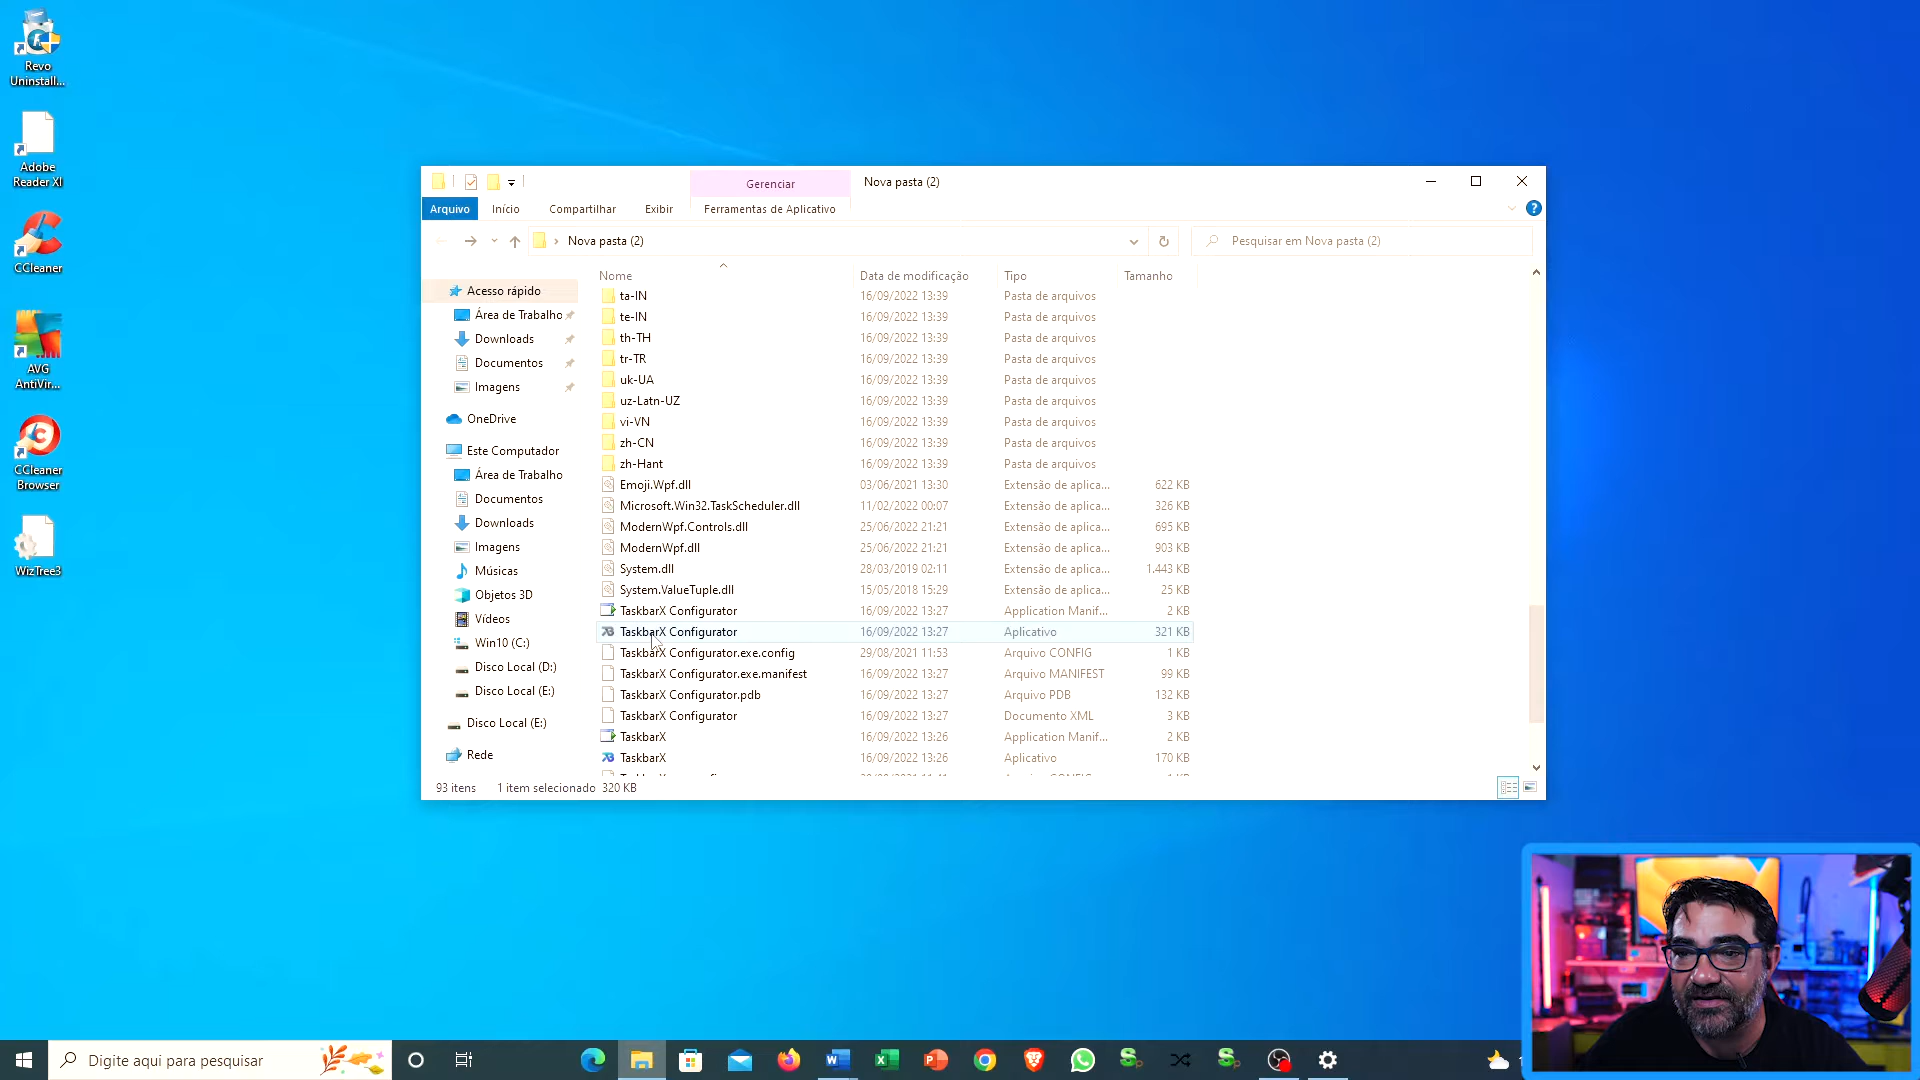 Revo
Uninstall...
Adobe
Reader XI
CCleaner
AVG
AntiVir...
CCleaner
Browser
WizTree3
Gerenciar
Nova pasta (2)
Arquivo
Início
Compartilhar
Exibir
Ferramentas de Aplicativo
Nova pasta (2)
Pesquisar em Nova pasta (2)
Nome
Data de modificação
Tipo
Tamanho
Acesso rápido
Área de Trabalho
Downloads
Documentos
Imagens
OneDrive
Este Computador
Área de Trabalho
Documentos
Downloads
Imagens
Músicas
Objetos 3D
Vídeos
Win10 (C:)
Disco Local (D:)
Disco Local (E:)
Disco Local (E:)
Rede
ta-IN 16/09/2022 13:39 Pasta de arquivos
te-IN 16/09/2022 13:39 Pasta de arquivos
th-TH 16/09/2022 13:39 Pasta de arquivos
tr-TR 16/09/2022 13:39 Pasta de arquivos
uk-UA 16/09/2022 13:39 Pasta de arquivos
uz-Latn-UZ 16/09/2022 13:39 Pasta de arquivos
vi-VN 16/09/2022 13:39 Pasta de arquivos
zh-CN 16/09/2022 13:39 Pasta de arquivos
zh-Hant 16/09/2022 13:39 Pasta de arquivos
Emoji.Wpf.dll 03/06/2021 13:30 Extensão de aplica... 622 KB
Microsoft.Win32.TaskScheduler.dll 11/02/2022 00:07 Extensão de aplica... 326 KB
ModernWpf.Controls.dll 25/06/2022 21:21 Extensão de aplica... 695 KB
ModernWpf.dll 25/06/2022 21:21 Extensão de aplica... 903 KB
System.dll 28/03/2019 02:11 Extensão de aplica... 1.443 KB
System.ValueTuple.dll 15/05/2018 15:29 Extensão de aplica... 25 KB
TaskbarX Configurator 16/09/2022 13:27 Application Manif... 2 KB
TaskbarX Configurator 16/09/2022 13:27 Aplicativo 321 KB
TaskbarX Configurator.exe.config 29/08/2021 11:53 Arquivo CONFIG 1 KB
TaskbarX Configurator.exe.manifest 16/09/2022 13:27 Arquivo MANIFEST 99 KB
TaskbarX Configurator.pdb 16/09/2022 13:27 Arquivo PDB 132 KB
TaskbarX Configurator 16/09/2022 13:27 Documento XML 3 KB
TaskbarX 16/09/2022 13:26 Application Manif... 2 KB
TaskbarX 16/09/2022 13:26 Aplicativo 170 KB
93 itens 1 item selecionado 320 KB
Digite aqui para pesquisar